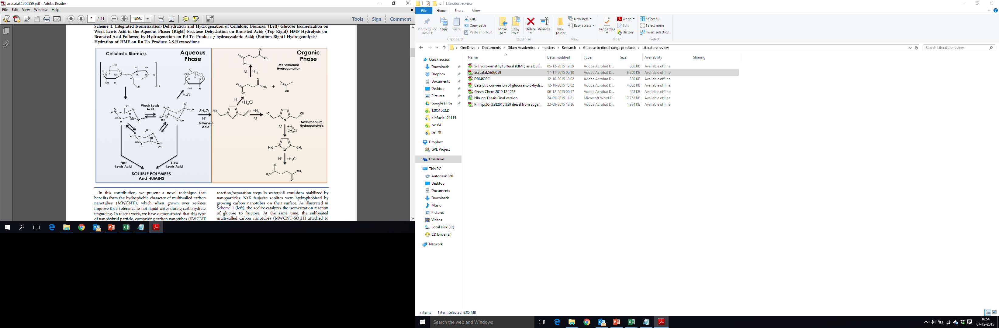 acscatal.5b00559.pdf - Adobe Reader
File Edit View Window Help
2 / 11 100% Tools Sign Comment
Scheme 1. Integrated Isomerization/Dehydration and Hydrogenation of Cellulosic Biomass: (Left) Glucose Isomerization on
Weak Lewis Acid in the Aqueous Phase; (Right) Fructose Dehydration on Brønsted Acid; (Top Right) HMF Hydrolysis on
Brønsted Acid Followed by Hydrogenation on Pd To Produce γ-hydroxyvaleric Acid; (Bottom Right) Hydrogenolysis/
Hydration of HMF on Ru To Produce 2,5-Hexanedione
Cellulosic Biomass
Aqueous
Phase
n
-H₂O
Weak Lewis
Acid
-3H₂O
H⁺
Brønsted
Acid
Fast
Lewis Acid
Slow
Lewis Acid
SOLUBLE POLYMERS
And HUMINS
Organic
Phase
M=Palladium
Hydrogenation
M +H₂
+
H⁺
+H₂O
+H₂
M
M=Ruthenium
Hydrogenolysis
M +H₂
-2H₂O
H₃C CH₃
H⁺ +H₂O
H₃C CH₃
In this contribution, we present a novel technique that
benefits from the hydrophobic character of multiwalled carbon
nanotubes (MWCNT), which when grown over zeolites
improve their tolerance to hot liquid water during carbohydrate
upgrading. In recent work, we have demonstrated that this type
of nanohybrid particle, comprising carbon nanotubes (SWCNT
reaction/separation steps in water/oil emulsions stabilized by
nanoparticles. NaX faujasite zeolites were hydrophobized by
growing carbon nanotubes on their surface. As illustrated in
Scheme 1 (left), the zeolite catalyzes the isomerization reaction
of glucose to fructose. At the same time, the sulfonated
multiwalled carbon nanotubes (MWCNT-SO₃H) attached to
Literature review
File Home Share View
Pin to Quick
access
Copy
Paste
Cut
Copy path
Paste shortcut
Clipboard
Move
to
Copy
to
Delete
Rename
Organise
New
folder
New item
Easy access
New
Properties
Open
Edit
History
Open
Select all
Select none
Invert selection
Select
OneDrive > Documents > Diken Academics > masters > Research > Glucose to diesel range products > Literature review
Search Literature review
Quick access
Downloads
Dropbox
Documents
Desktop
Pictures
Google Drive
12051502.D
biofuels 121115
rxn 64
rxn 70
Dropbox
GVL Project
OneDrive
This PC
Autodesk 360
Desktop
Documents
Downloads
Music
Pictures
Videos
Local Disk (C:)
CD Drive (E:)
Network
Name Date modified Type Size Availability Sharing
5-Hydroxymethylfurfural (HMF) as a buil... 05-12-2015 19:59 Adobe Acrobat D... 886 KB Available offline
acscatal.5b00559 17-11-2015 00:10 Adobe Acrobat D... 8,250 KB Available offline
B904693C 12-10-2015 18:02 Adobe Acrobat D... 230 KB Available offline
Catalytic conversion of glucose to 5-hydr... 12-10-2015 18:02 Adobe Acrobat D... 4,082 KB Available offline
Green Chem 2010 12 1253 06-12-2015 00:57 Adobe Acrobat D... 408 KB Available offline
Nhung Thesis Final version 24-09-2015 11:21 Microsoft Word D... 17,752 KB Available offline
Phillips66 %282015%29 diesel from sugar... 22-09-2015 12:36 Adobe Acrobat D... 1,984 KB Available offline
7 items 1 item selected 8.05 MB
Search the web and Windows
16:54
07-12-2015